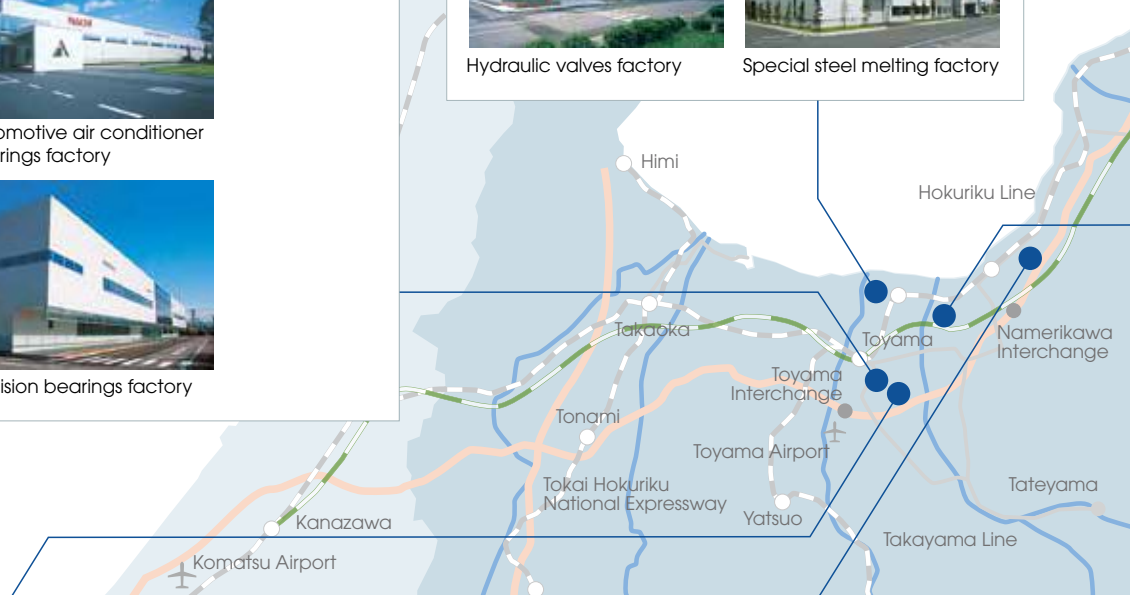 Hydraulic valves factory
Special steel melting factory
omotive air conditioner
rings factory
ision bearings factory
Himi
Hokuriku Line
Takaoka
Toyama
Namerikawa
Interchange
Toyama
Interchange
Tonami
Toyama Airport
Tokai Hokuriku
National Expressway
Tateyama
Yatsuo
Kanazawa
Takayama Line
Komatsu Airport